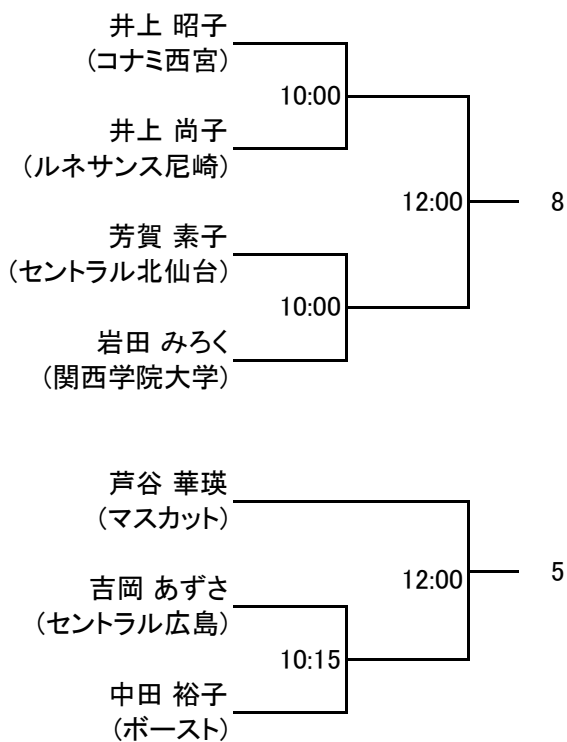 井上 昭子
(コナミ西宮)
10:00
井上 尚子
(ルネサンス尼崎)
12:00
8
芳賀 素子
(セントラル北仙台)
10:00
岩田 みろく
(関西学院大学)
芦谷 華瑛
(マスカット)
12:00
5
吉岡 あずさ
(セントラル広島)
10:15
中田 裕子
(ボースト)